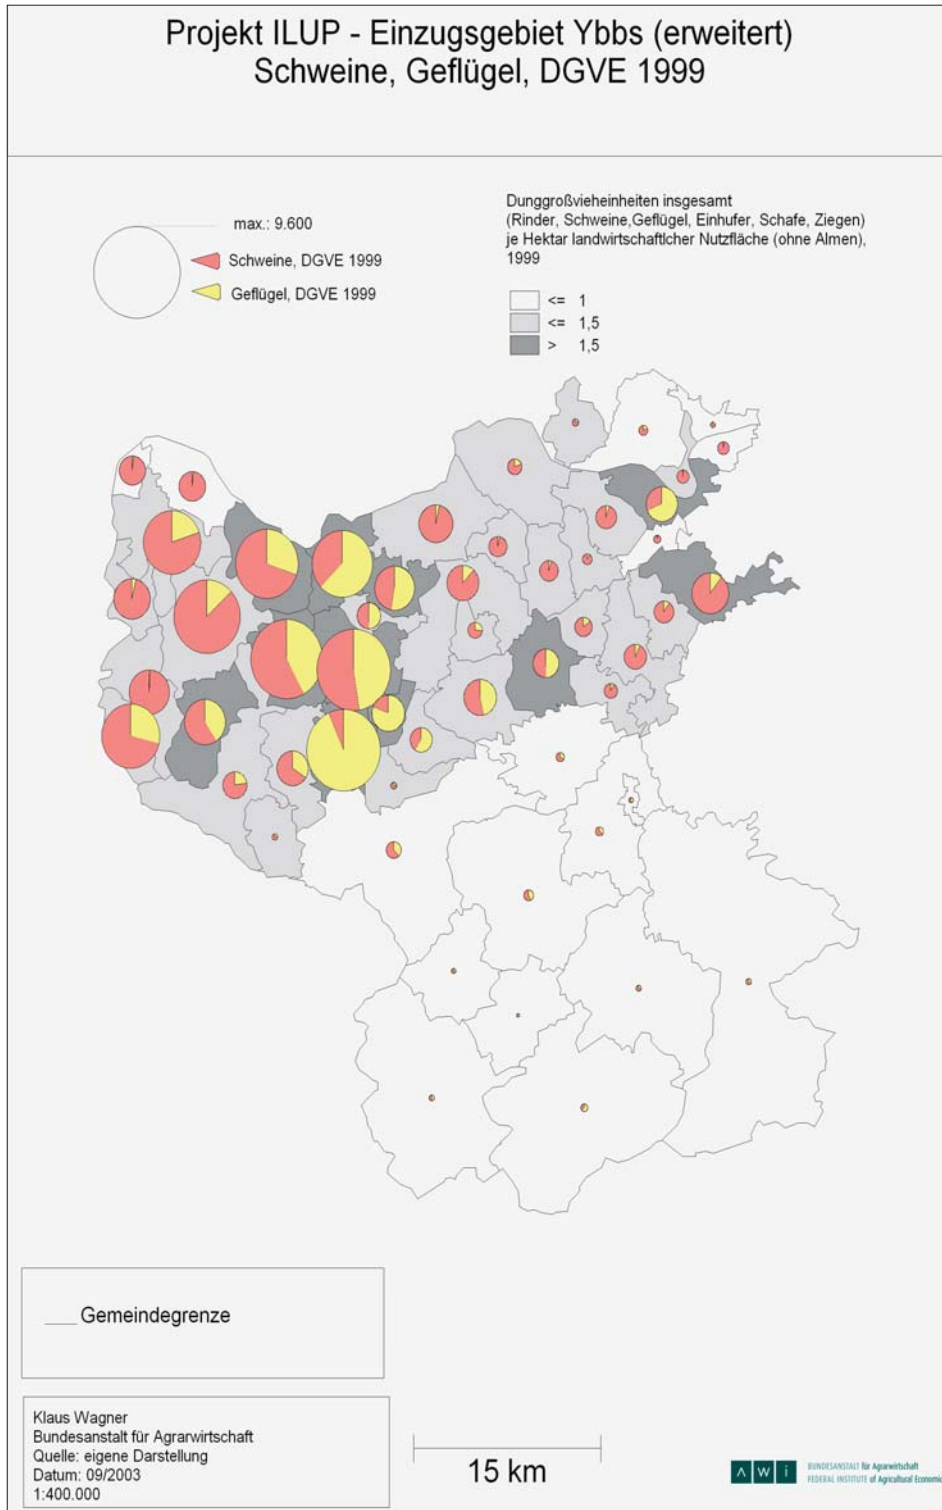 Projekt ILUP - Einzugsgebiet Ybbs (erweitert)
Schweine, Geflügel, DGVE 1999
max.: 9.600
Schweine, DGVE 1999
Geflügel, DGVE 1999
Dunggroßvieheinheiten insgesamt
(Rinder, Schweine,Geflügel, Einhufer, Schafe, Ziegen)
je Hektar landwirtschaftlcher Nutzfläche (ohne Almen),
1999
<= 1
<= 1,5
> 1,5
Gemeindegrenze
Klaus Wagner
Bundesanstalt für Agrarwirtschaft
Quelle: eigene Darstellung
Datum: 09/2003
1:400.000
15 km
AWi
BUNDESANSTALT für Agrarwirtschaft
FEDERAL INSTITUTE of Agricultural Economic